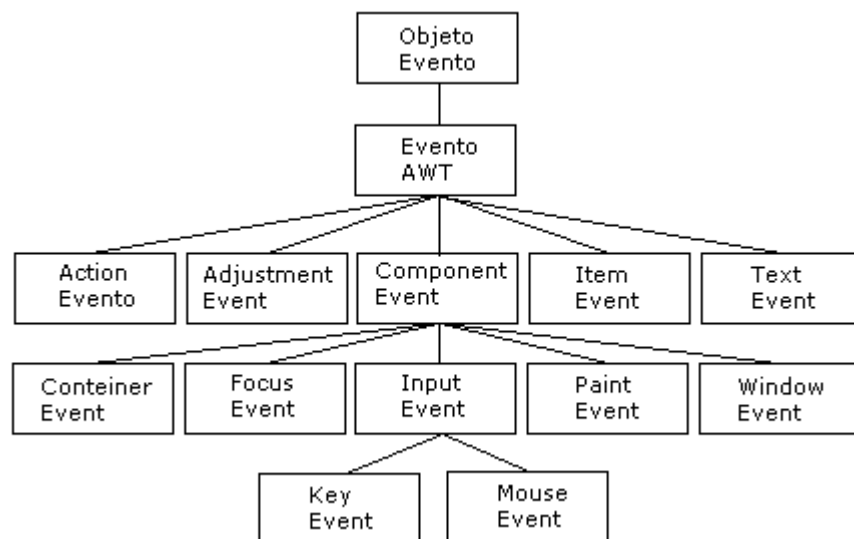 Objeto
Evento
Evento
AWT
Action
Evento
Adjustment
Event
Component
Event
Item
Event
Text
Event
Conteiner
Event
Focus
Event
Input
Event
Paint
Event
Window
Event
Key
Event
Mouse
Event